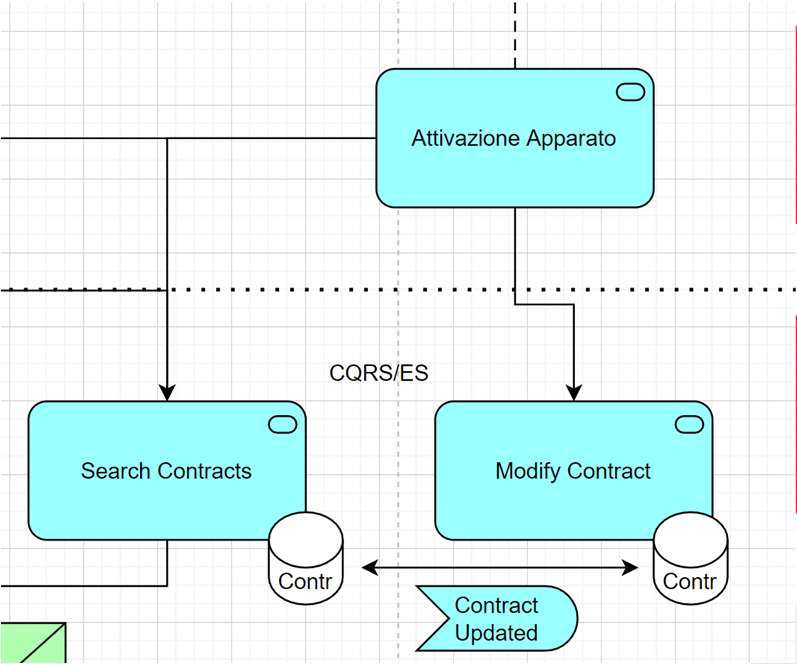 Attivazione Apparato
CQRS/ES
Search Contracts
Modify Contract
Contr
Contr
Contract
Updated